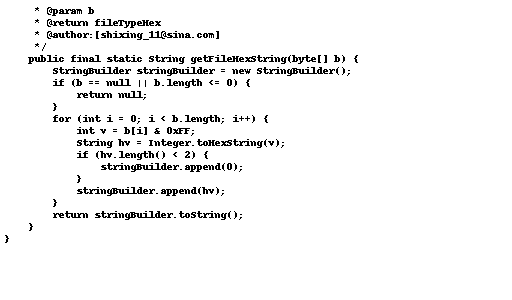 * @param b
     * @return fileTypeHex
     * @author:[shixing_11@sina.com]
     */
    public final static String getFileHexString(byte[] b) {
        StringBuilder stringBuilder = new StringBuilder();
        if (b == null || b.length <= 0) {
            return null;
        }
        for (int i = 0; i < b.length; i++) {
            int v = b[i] & 0xFF;
            String hv = Integer.toHexString(v);
            if (hv.length() < 2) {
                stringBuilder.append(0);
            }
            stringBuilder.append(hv);
        }
        return stringBuilder.toString();
    }
}